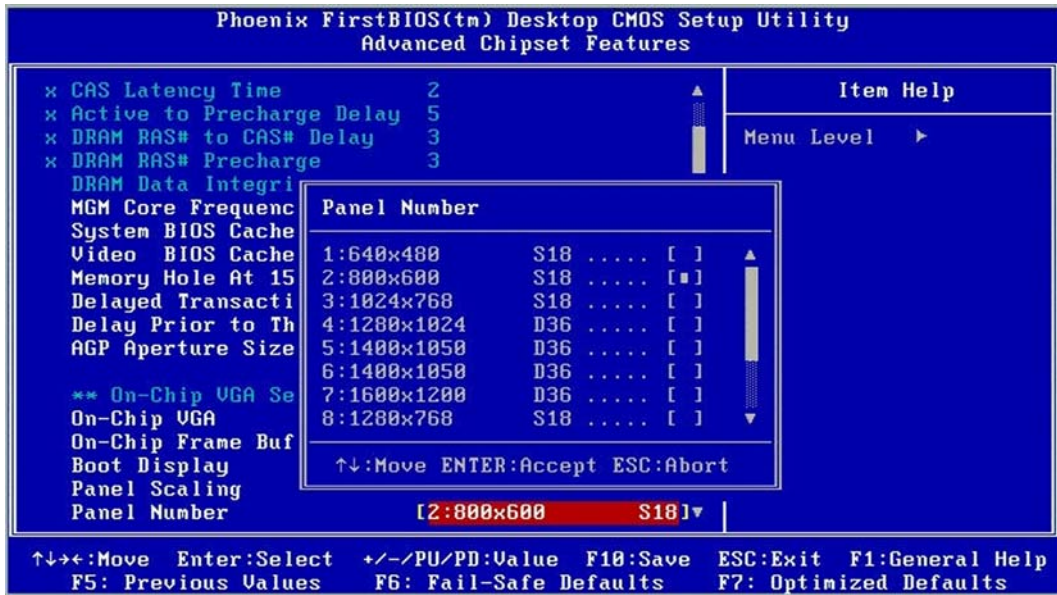 Phoenix FirstBIOS(tm) Desktop CMOS Setup Utility
Advanced Chipset Features
x CAS Latency Time 2
x Active to Precharge Delay 5
x DRAM RAS# to CAS# Delay 3
x DRAM RAS# Precharge 3
DRAM Data Integri
MGM Core Frequenc
System BIOS Cache
Video BIOS Cache
Memory Hole At 15
Delayed Transacti
Delay Prior to Th
AGP Aperture Size
** On-Chip VGA Se
On-Chip VGA
On-Chip Frame Buf
Boot Display
Panel Scaling
Panel Number [2:800x600 S18]
Panel Number
1:640x480 S18 ..... [ ]
2:800x600 S18 ..... [■]
3:1024x768 S18 ..... [ ]
4:1280x1024 D36 ..... [ ]
5:1400x1050 D36 ..... [ ]
6:1400x1050 D36 ..... [ ]
7:1600x1200 D36 ..... [ ]
8:1280x768 S18 ..... [ ]
↑↓:Move ENTER:Accept ESC:Abort
Item Help
Menu Level ►
↑↓→←:Move Enter:Select +/-/PU/PD:Value F10:Save ESC:Exit F1:General Help
F5: Previous Values F6: Fail-Safe Defaults F7: Optimized Defaults